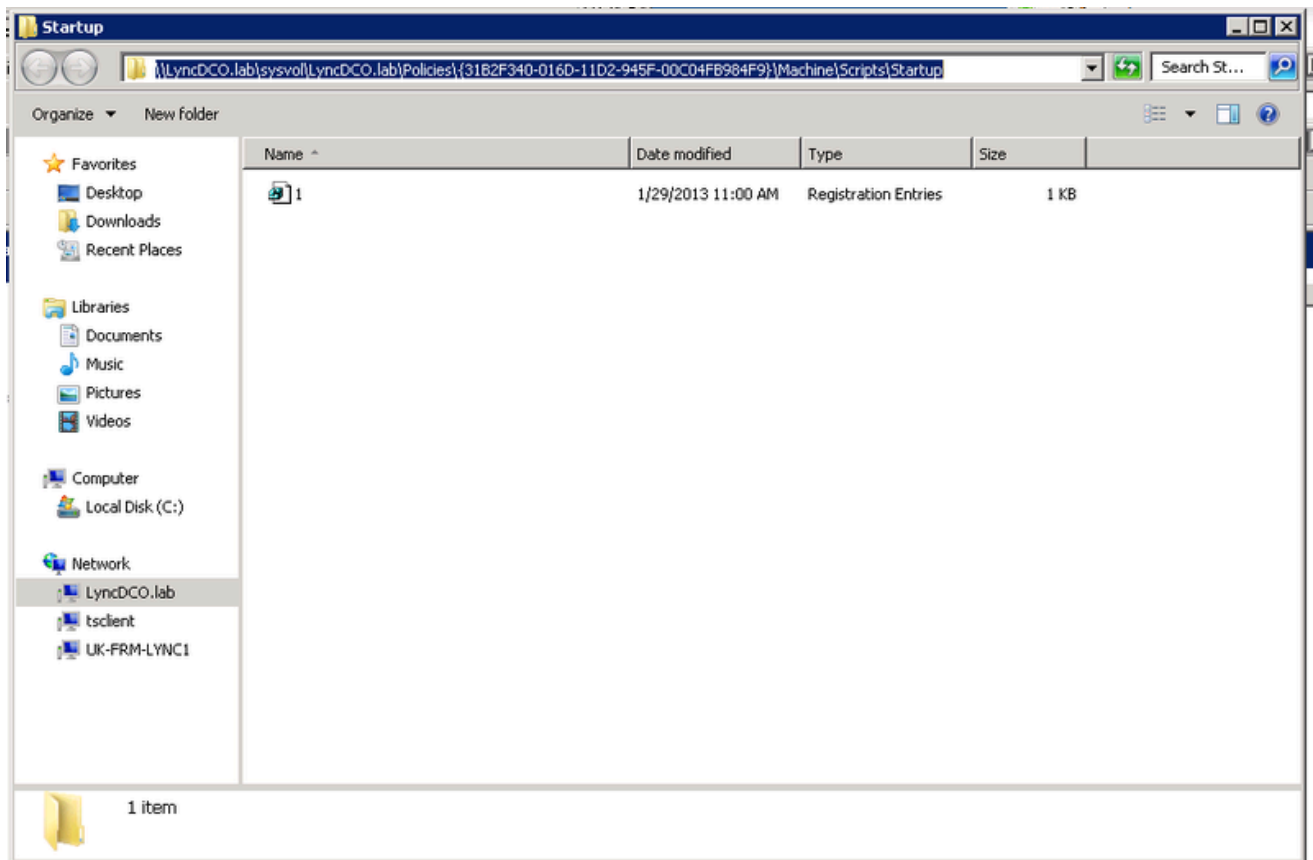 Startup
\\LyncDCO.lab\sysvol\LyncDCO.lab\Policies\{31B2F340-016D-11D2-945F-00C04FB984F9}\Machine\Scripts\Startup Search St...
Organize New folder
Favorites
Desktop
Downloads
Recent Places
Libraries
Documents
Music
Pictures
Videos
Computer
Local Disk (C:)
Network
LyncDCO.lab
tsclient
UK-FRM-LYNC1
Name Date modified Type Size
1 1/29/2013 11:00 AM Registration Entries 1 KB
1 item